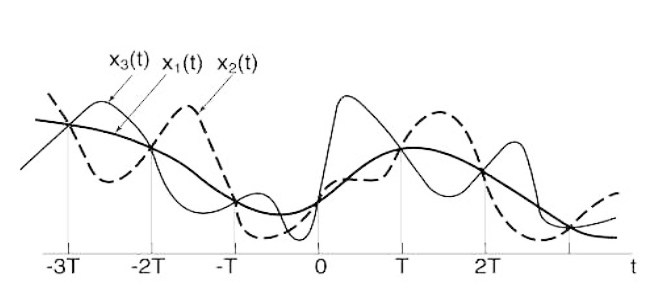 x₃(t) x₁(t) x₂(t)
-3T -2T -T 0 T 2T t